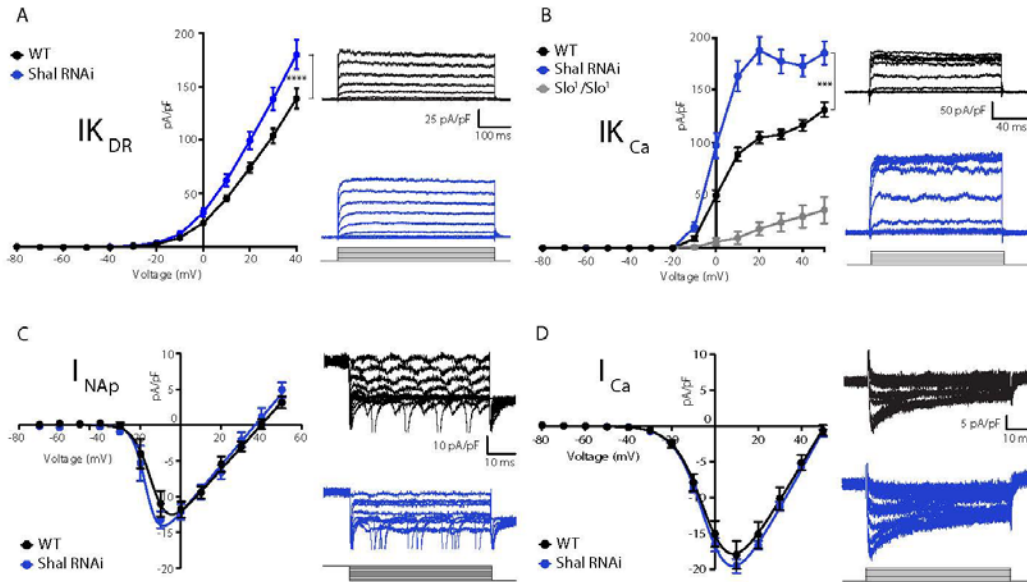 A
WT
Shal RNAi
IK DR
pA/pF
200
150
100
50
****
-80 -60 -40 -20 0 20 40
Voltage (mV)
25 pA/pF
100 ms
B
WT
Shal RNAi
Slo¹/Slo¹
IK Ca
pA/pF
200
150
100
50
***
-80 -60 -40 -20 0 20 40
Voltage (mV)
50 pA/pF
40 ms
C
I NAp
pA/pF
10
5
0
-5
-10
-15
-20
-80 -60 -40 -20 20 40 60
Voltage (mV)
WT
Shal RNAi
10 pA/pF
10 ms
D
I Ca
pA/pF
10
5
0
-5
-10
-15
-20
-80 -60 -40 -20 20 40
Voltage (mV)
WT
Shal RNAi
5 pA/pF
10 ms